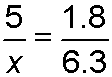 5/x = 1.8/6.3